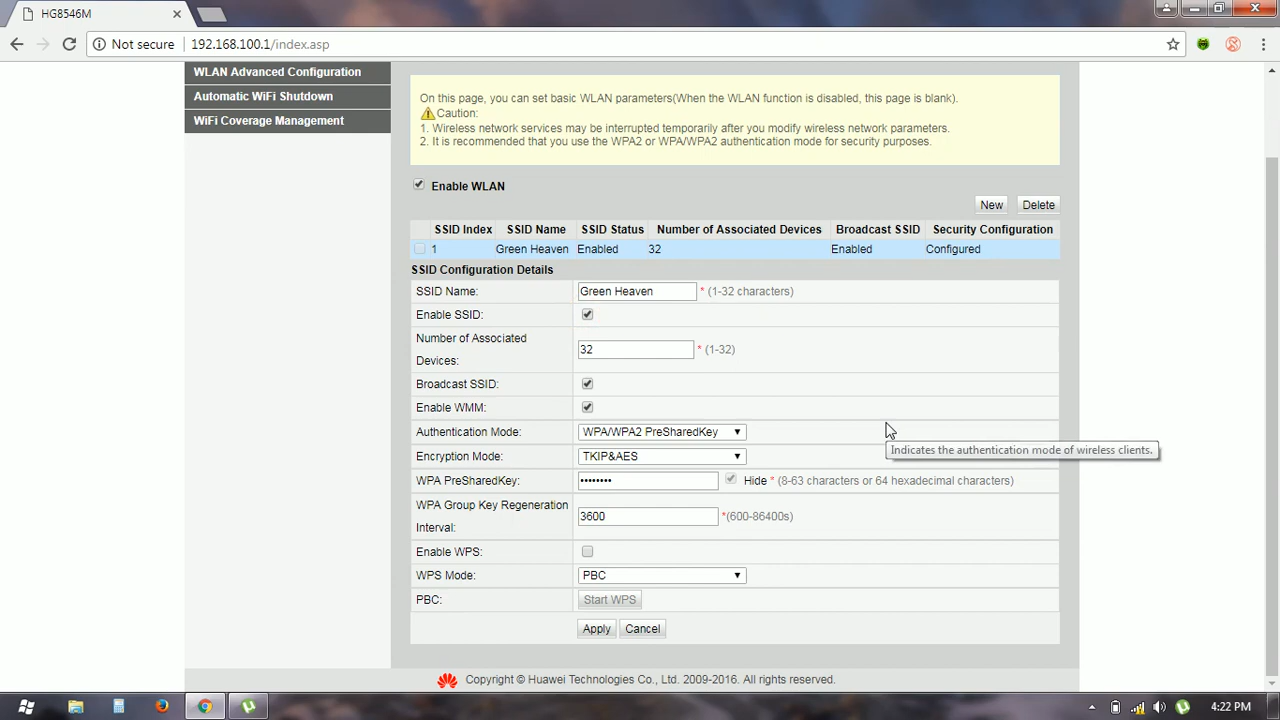 HG8546M
Not secure
192.168.100.1/index.asp
WLAN Advanced Configuration
Automatic WiFi Shutdown
WiFi Coverage Management
On this page, you can set basic WLAN parameters(When the WLAN function is disabled, this page is blank).
Caution:
1. Wireless network services may be interrupted temporarily after you modify wireless network parameters.
2. It is recommended that you use the WPA2 or WPA/WPA2 authentication mode for security purposes.
Enable WLAN
New Delete
SSID Index SSID Name SSID Status Number of Associated Devices Broadcast SSID Security Configuration
1 Green Heaven Enabled 32 Enabled Configured
SSID Configuration Details
SSID Name: Green Heaven * (1-32 characters)
Enable SSID:
Number of Associated
Devices: 32 * (1-32)
Broadcast SSID:
Enable WMM:
Authentication Mode: WPA/WPA2 PreSharedKey
Indicates the authentication mode of wireless clients.
Encryption Mode: TKIP&AES
WPA PreSharedKey: •••••••• Hide * (8-63 characters or 64 hexadecimal characters)
WPA Group Key Regeneration
Interval: 3600 *(600-86400s)
Enable WPS:
WPS Mode: PBC
PBC: Start WPS
Apply Cancel
Copyright © Huawei Technologies Co., Ltd. 2009-2016. All rights reserved.
4:22 PM